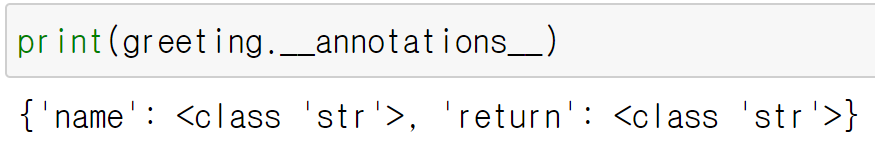 print(greeting.__annotations__)
{'name': <class 'str'>, 'return': <class 'str'>}